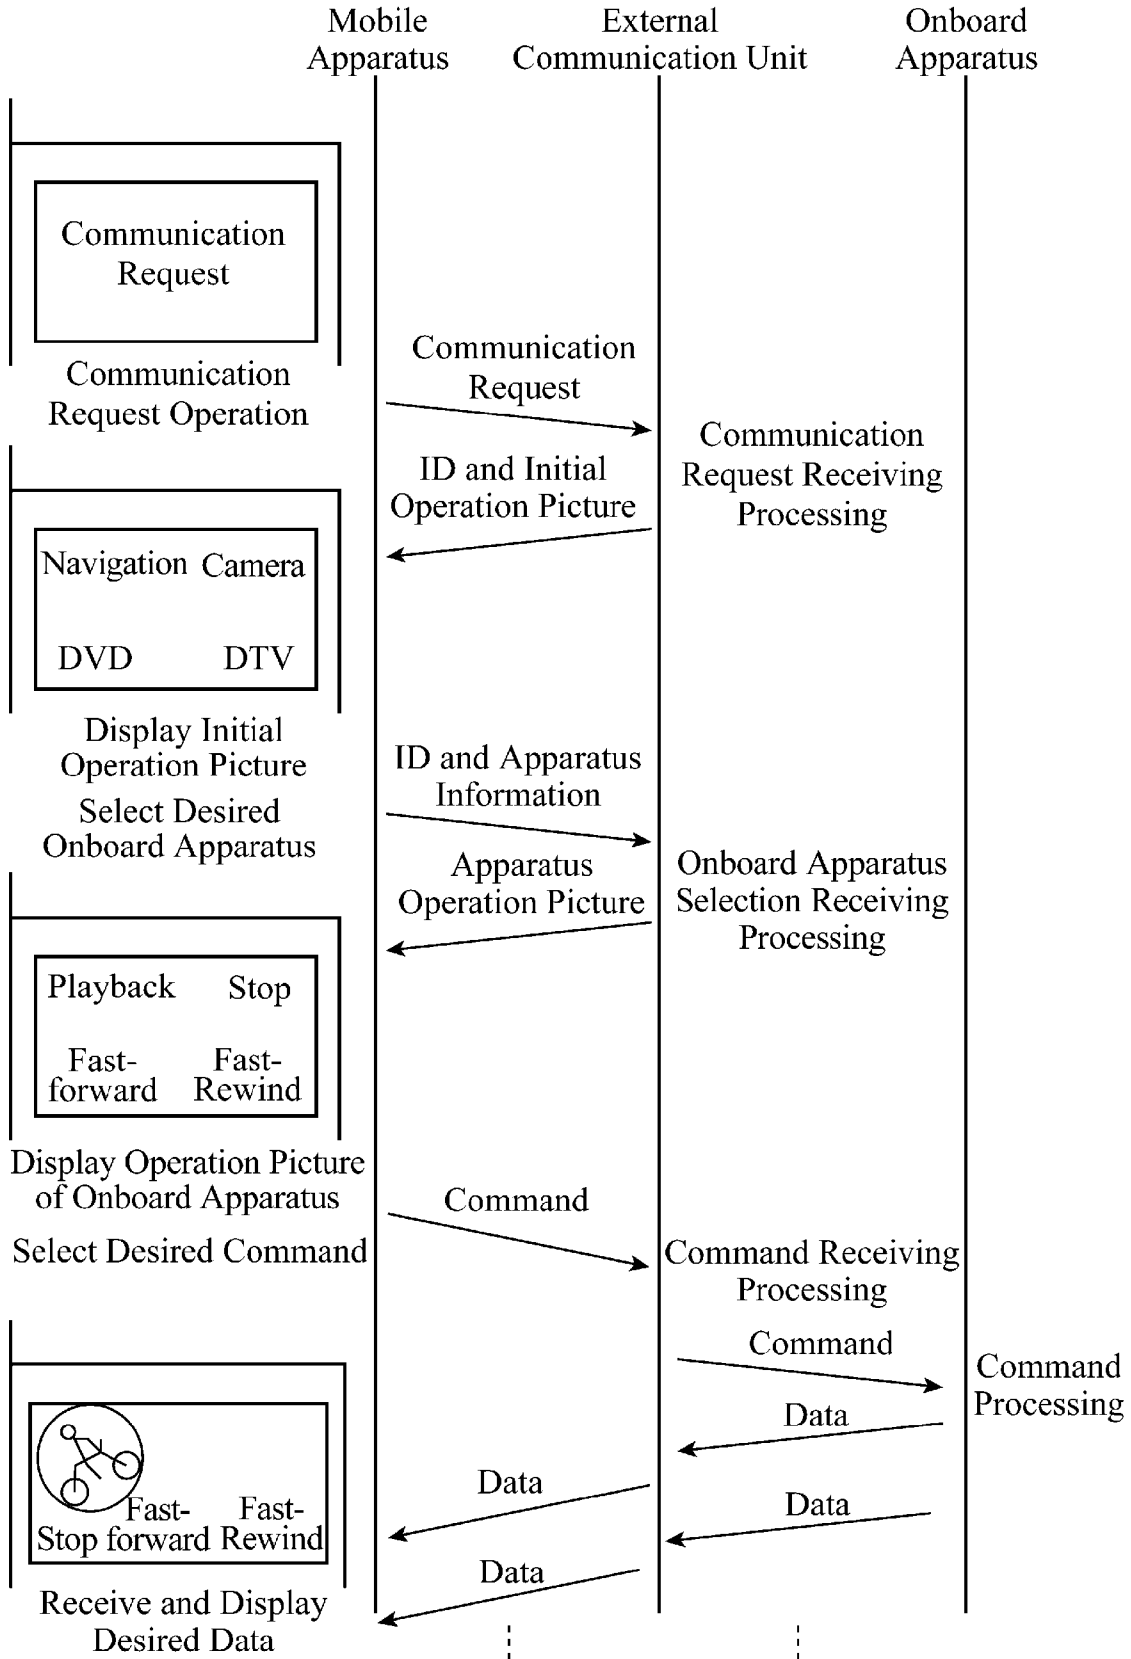 Mobile
Apparatus
External
Communication Unit
Onboard
Apparatus
Communication
Request
Communication
Request Operation
Communication
Request
Communication
Request Receiving
Processing
ID and Initial
Operation Picture
Navigation Camera
DVD DTV
Display Initial
Operation Picture
Select Desired
Onboard Apparatus
ID and Apparatus
Information
Onboard Apparatus
Selection Receiving
Processing
Apparatus
Operation Picture
Playback Stop
Fast-
forward
Fast-
Rewind
Display Operation Picture
of Onboard Apparatus
Select Desired Command
Command
Command Receiving
Processing
Command
Command
Processing
Data
Data
Data
Data
Fast- Fast-
Stop forward Rewind
Receive and Display
Desired Data